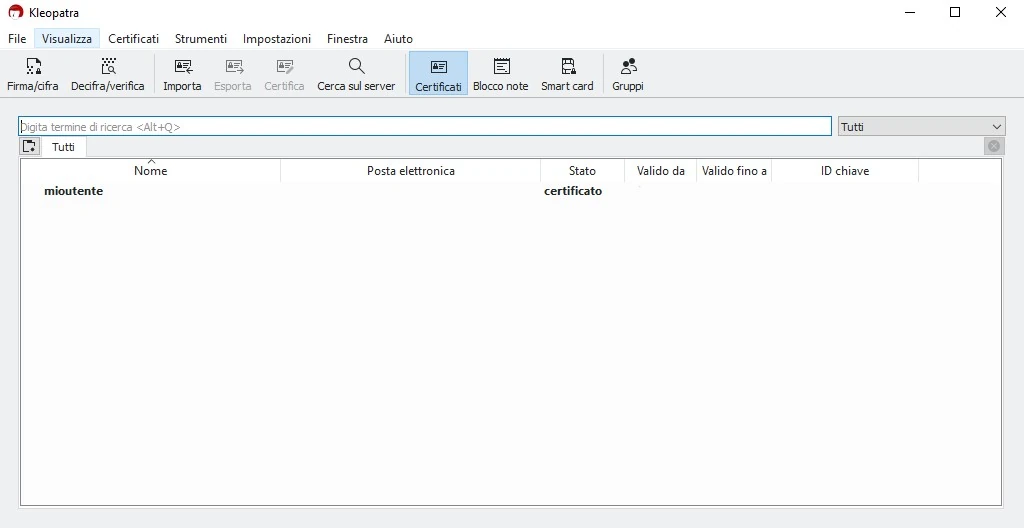 Kleopatra
File Visualizza Certificati Strumenti Impostazioni Finestra Aiuto
Firma/cifra Decifra/verifica Importa Esporta Certifica Cerca sul server Certificati Blocco note Smart card Gruppi
Digita termine di ricerca <Alt+Q> Tutti
Tutti
Nome Posta elettronica Stato Valido da Valido fino a ID chiave
mioutente certificato